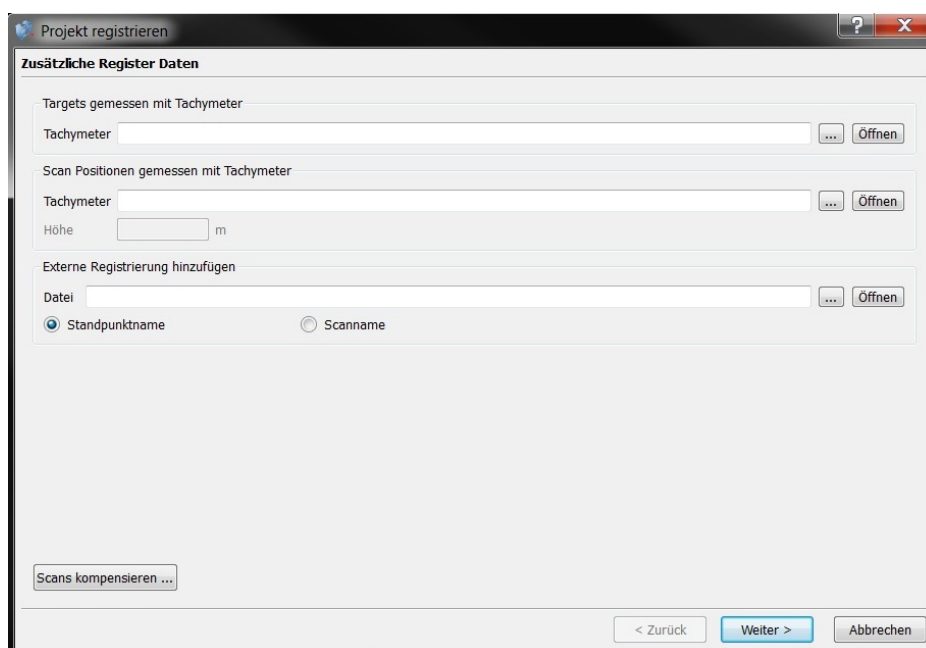 Projekt registrieren
Zusätzliche Register Daten
Targets gemessen mit Tachymeter
Tachymeter ... Öffnen
Scan Positionen gemessen mit Tachymeter
Tachymeter ... Öffnen
Höhe m
Externe Registrierung hinzufügen
Datei ... Öffnen
Standpunktname Scanname
Scans kompensieren ...
< Zurück Weiter > Abbrechen